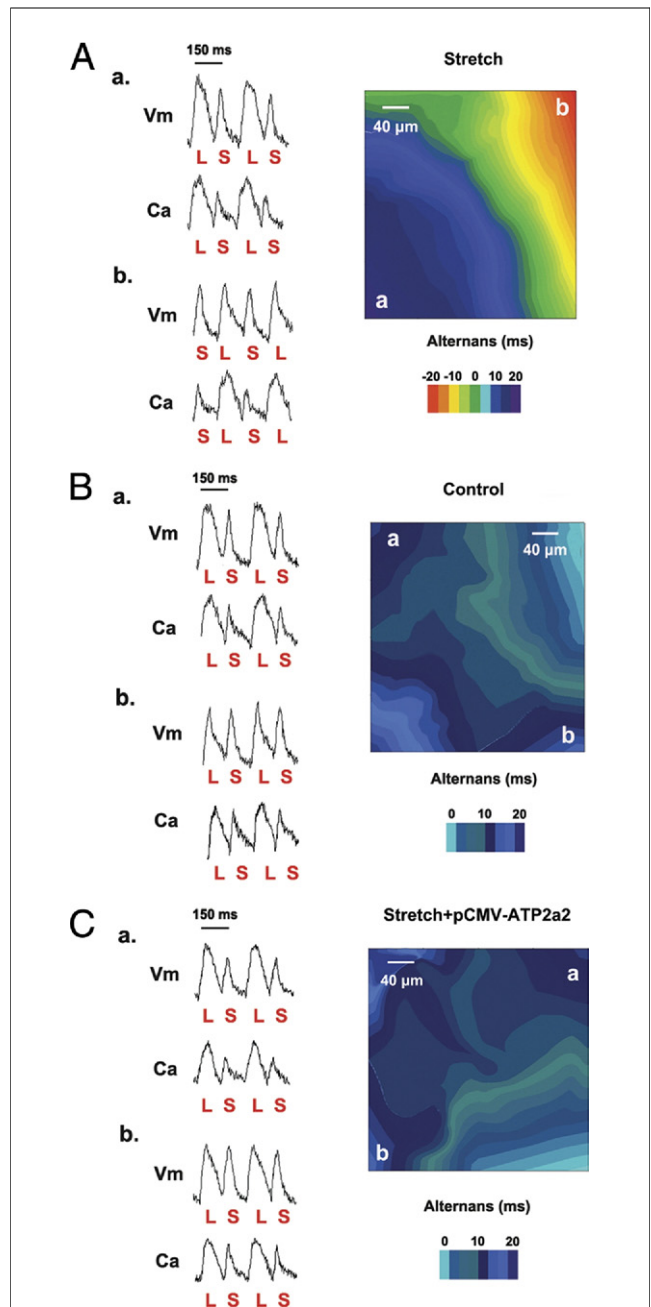 A
Stretch
150 ms
a.
Vm
L S L S
Ca
L S L S
b.
Vm
S L S L
Ca
S L S L
40 µm
b
a
Alternans (ms)
-20 -10 0 10 20
B
Control
150 ms
a.
Vm
L S L S
Ca
L S L S
b.
Vm
L S L S
Ca
L S L S
a
40 µm
b
Alternans (ms)
0 10 20
C
Stretch+pCMV-ATP2a2
150 ms
a.
Vm
L S L S
Ca
L S L S
b.
Vm
L S L S
Ca
L S L S
40 µm
a
b
Alternans (ms)
0 10 20